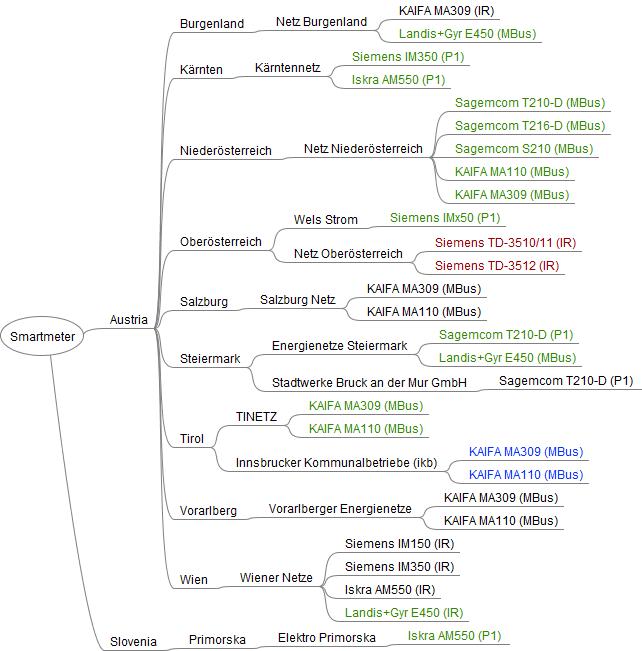 Smartmeter
Austria
Burgenland
Netz Burgenland
KAIFA MA309 (IR)
Landis+Gyr E450 (MBus)
Kärnten
Kärntennetz
Siemens IM350 (P1)
Iskra AM550 (P1)
Niederösterreich
Netz Niederösterreich
Sagemcom T210-D (MBus)
Sagemcom T216-D (MBus)
Sagemcom S210 (MBus)
KAIFA MA110 (MBus)
KAIFA MA309 (MBus)
Oberösterreich
Wels Strom
Siemens IMx50 (P1)
Netz Oberösterreich
Siemens TD-3510/11 (IR)
Siemens TD-3512 (IR)
Salzburg
Salzburg Netz
KAIFA MA309 (MBus)
KAIFA MA110 (MBus)
Steiermark
Energienetze Steiermark
Sagemcom T210-D (P1)
Landis+Gyr E450 (MBus)
Stadtwerke Bruck an der Mur GmbH
Sagemcom T210-D (P1)
Tirol
TINETZ
KAIFA MA309 (MBus)
KAIFA MA110 (MBus)
Innsbrucker Kommunalbetriebe (ikb)
KAIFA MA309 (MBus)
KAIFA MA110 (MBus)
Vorarlberg
Vorarlberger Energienetze
KAIFA MA309 (MBus)
KAIFA MA110 (MBus)
Wien
Wiener Netze
Siemens IM150 (IR)
Siemens IM350 (IR)
Iskra AM550 (IR)
Landis+Gyr E450 (IR)
Slovenia
Primorska
Elektro Primorska
Iskra AM550 (P1)